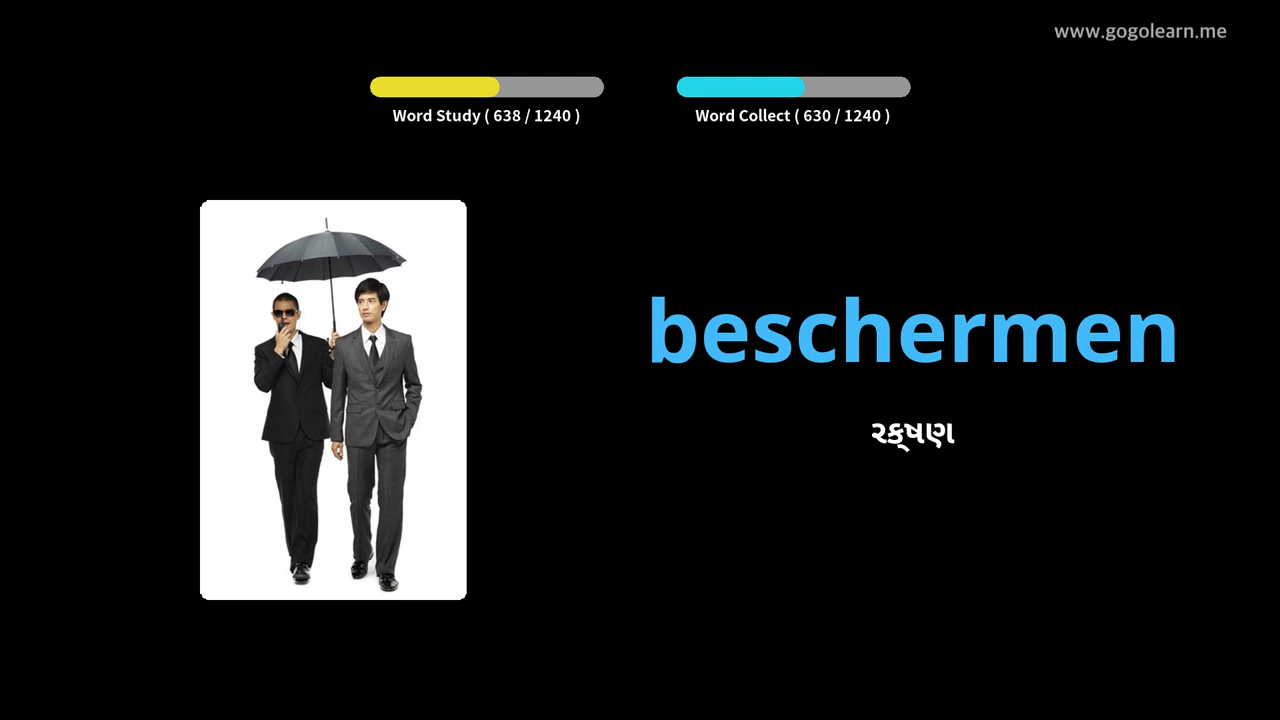 www.gogolearn.me
Word Study ( 638 / 1240 )
Word Collect ( 630 / 1240 )
beschermen
રક્ષણ